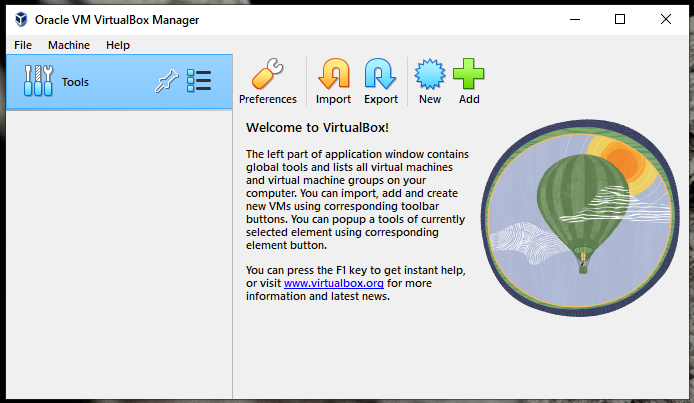 Oracle VM VirtualBox Manager
File Machine Help
Tools
Preferences Import Export New Add
Welcome to VirtualBox!
The left part of application window contains
global tools and lists all virtual machines
and virtual machine groups on your
computer. You can import, add and create
new VMs using corresponding toolbar
buttons. You can popup a tools of currently
selected element using corresponding
element button.
You can press the F1 key to get instant help,
or visit www.virtualbox.org for more
information and latest news.